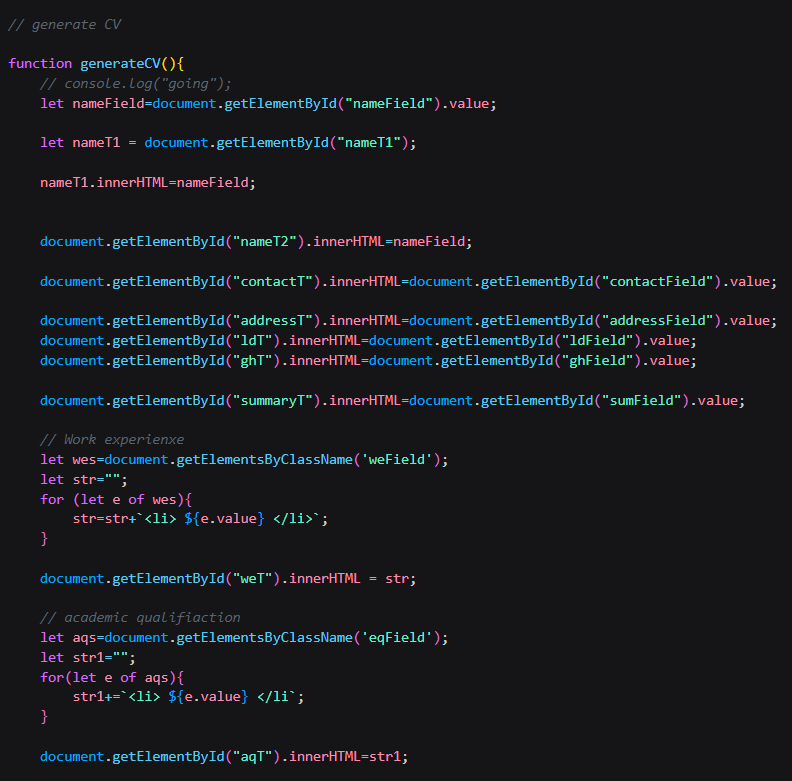 // generate CV
function generateCV(){
// console.log("going");
let nameField=document.getElementById("nameField").value;
let nameT1 = document.getElementById("nameT1");
nameT1.innerHTML=nameField;
document.getElementById("nameT2").innerHTML=nameField;
document.getElementById("contactT").innerHTML=document.getElementById("contactField").value;
document.getElementById("addressT").innerHTML=document.getElementById("addressField").value;
document.getElementById("ldT").innerHTML=document.getElementById("ldField").value;
document.getElementById("ghT").innerHTML=document.getElementById("ghField").value;
document.getElementById("summaryT").innerHTML=document.getElementById("sumField").value;
// Work experienxe
let wes=document.getElementsByClassName('weField');
let str="";
for (let e of wes){
str=str+`<li> ${e.value} </li>`;
}
document.getElementById("weT").innerHTML = str;
// academic qualifiaction
let aqs=document.getElementsByClassName('eqField');
let str1="";
for(let e of aqs){
str1+=`<li> ${e.value} </li`;
}
document.getElementById("aqT").innerHTML=str1;